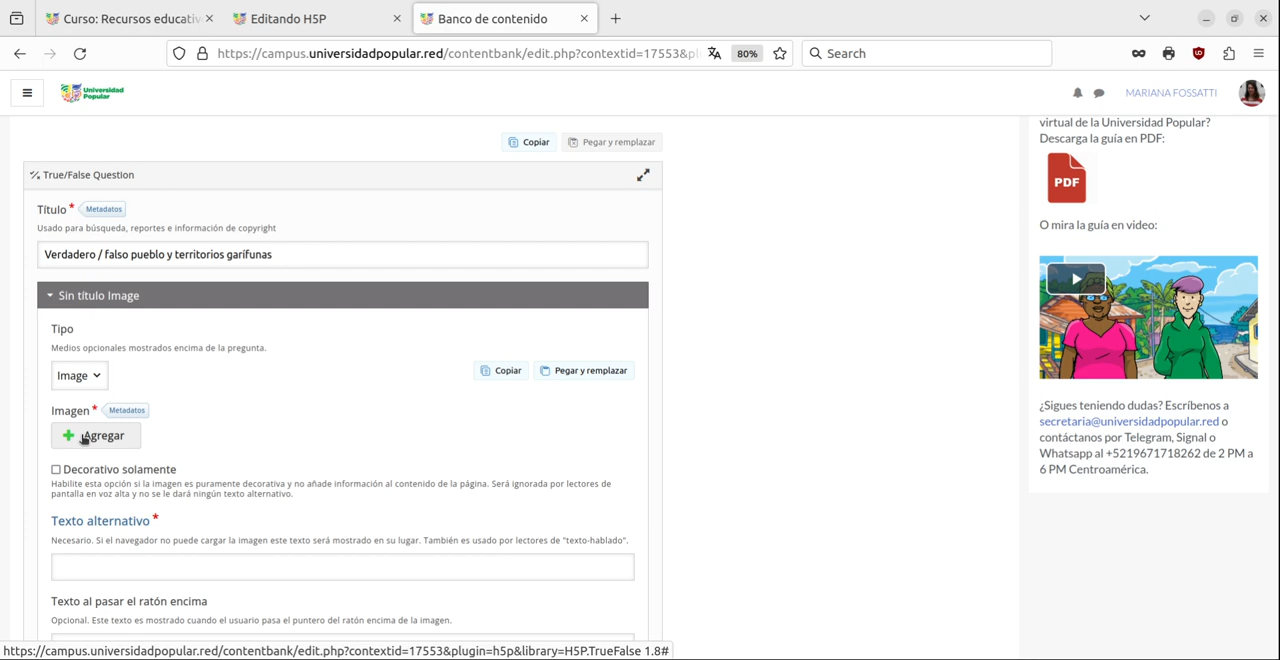 Curso: Recursos educativ
Editando H5P
Banco de contenido
https://campus.universidadpopular.red/contentbank/edit.php?contextid=17553&pl
80%
Search
Universidad
Popular
MARIANA FOSSATTI
Copiar
Pegar y remplazar
True/False Question
Título *
Metadatos
Usado para búsqueda, reportes e información de copyright
Verdadero / falso pueblo y territorios garífunas
Sin título Image
Tipo
Medios opcionales mostrados encima de la pregunta.
Image
Copiar
Pegar y remplazar
Imagen *
Metadatos
Agregar
Decorativo solamente
Habilite esta opción si la imagen es puramente decorativa y no añade información al contenido de la página. Será ignorada por lectores de
pantalla en voz alta y no se le dará ningún texto alternativo.
Texto alternativo *
Necesario. Si el navegador no puede cargar la imagen este texto será mostrado en su lugar. También es usado por lectores de "texto-hablado".
Texto al pasar el ratón encima
Opcional. Este texto es mostrado cuando el usuario pasa el puntero del ratón encima de la imagen.
https://campus.universidadpopular.red/contentbank/edit.php?contextid=17553&plugin=h5p&library=H5P.TrueFalse 1.8#
virtual de la Universidad Popular?
Descarga la guía en PDF:
PDF
O mira la guía en video:
¿Sigues teniendo dudas? Escríbenos a
secretaria@universidadpopular.red o
contáctanos por Telegram, Signal o
Whatsapp al +5219671718262 de 2 PM a
6 PM Centroamérica.